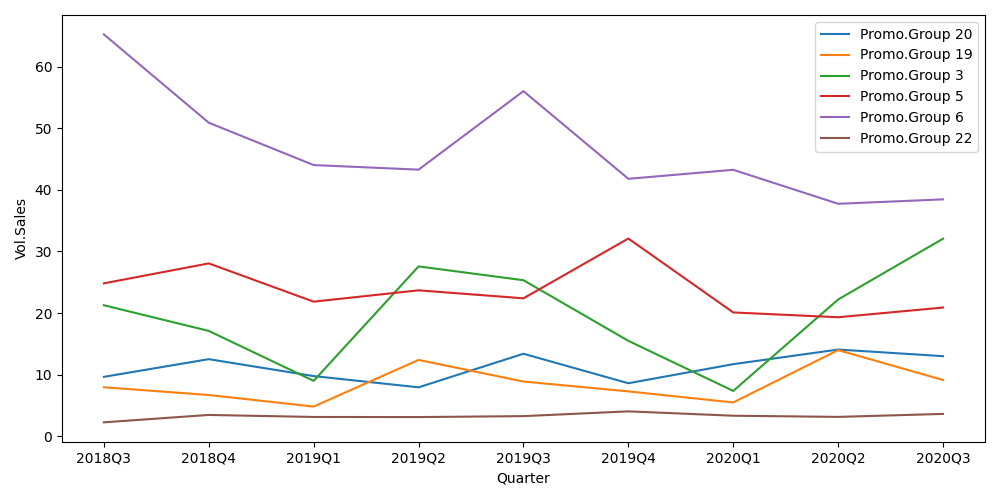 Promo.Group 20
Promo.Group 19
Promo.Group 3
Promo.Group 5
Promo.Group 6
Promo.Group 22
Vol.Sales
60
50
40
30
20
10
0
2018Q3 2018Q4 2019Q1 2019Q2 2019Q3 2019Q4 2020Q1 2020Q2 2020Q3
Quarter